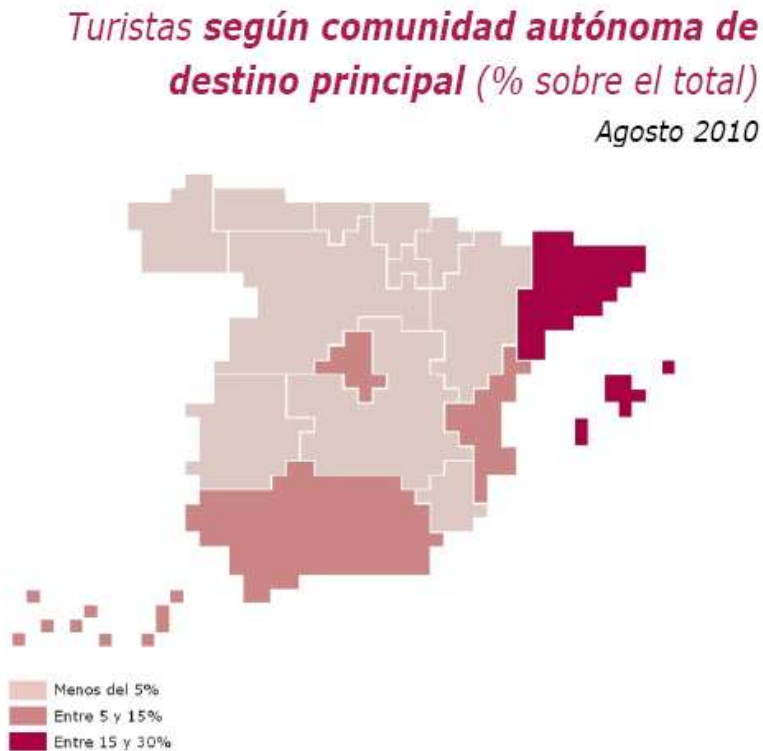 Turistas según comunidad autónoma de
destino principal (% sobre el total)
Agosto 2010
Menos del 5%
Entre 5 y 15%
Entre 15 y 30%